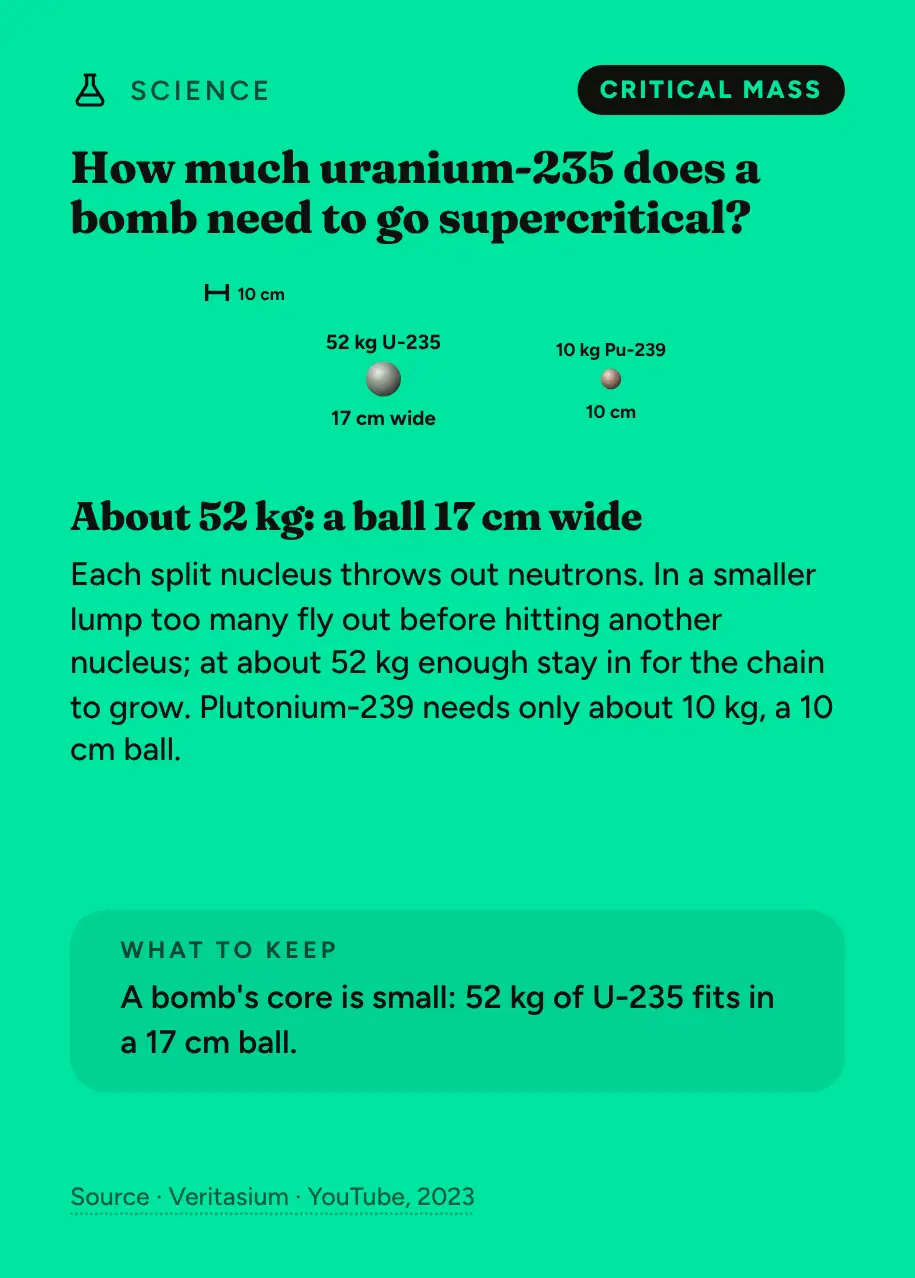 SCIENCE
CRITICAL MASS
How much uranium-235 does a
bomb need to go supercritical?
10 cm
52 kg U-235
17 cm wide
10 kg Pu-239
10 cm
About 52 kg: a ball 17 cm wide
Each split nucleus throws out neutrons. In a smaller
lump too many fly out before hitting another
nucleus; at about 52 kg enough stay in for the chain
to grow. Plutonium-239 needs only about 10 kg, a 10
cm ball.
WHAT TO KEEP
A bomb's core is small: 52 kg of U-235 fits in
a 17 cm ball.
Source · Veritasium · YouTube, 2023